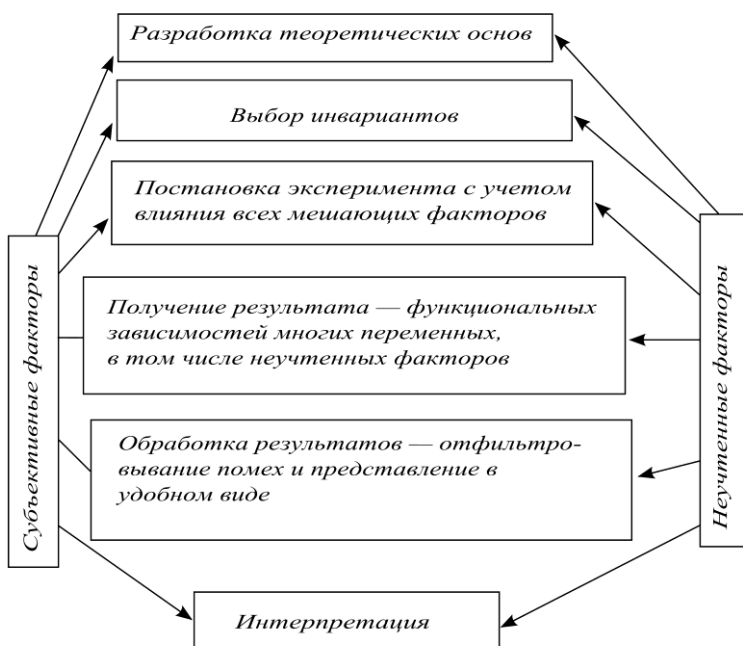 Разработка теоретических основ
Выбор инвариантов
Постановка эксперимента с учетом
влияния всех мешающих факторов
Субъективные факторы
Неучтенные факторы
Получение результата — функциональных
зависимостей многих переменных,
в том числе неучтенных факторов
Обработка результатов — отфильтро-
вывание помех и представление в
удобном виде
Интерпретация